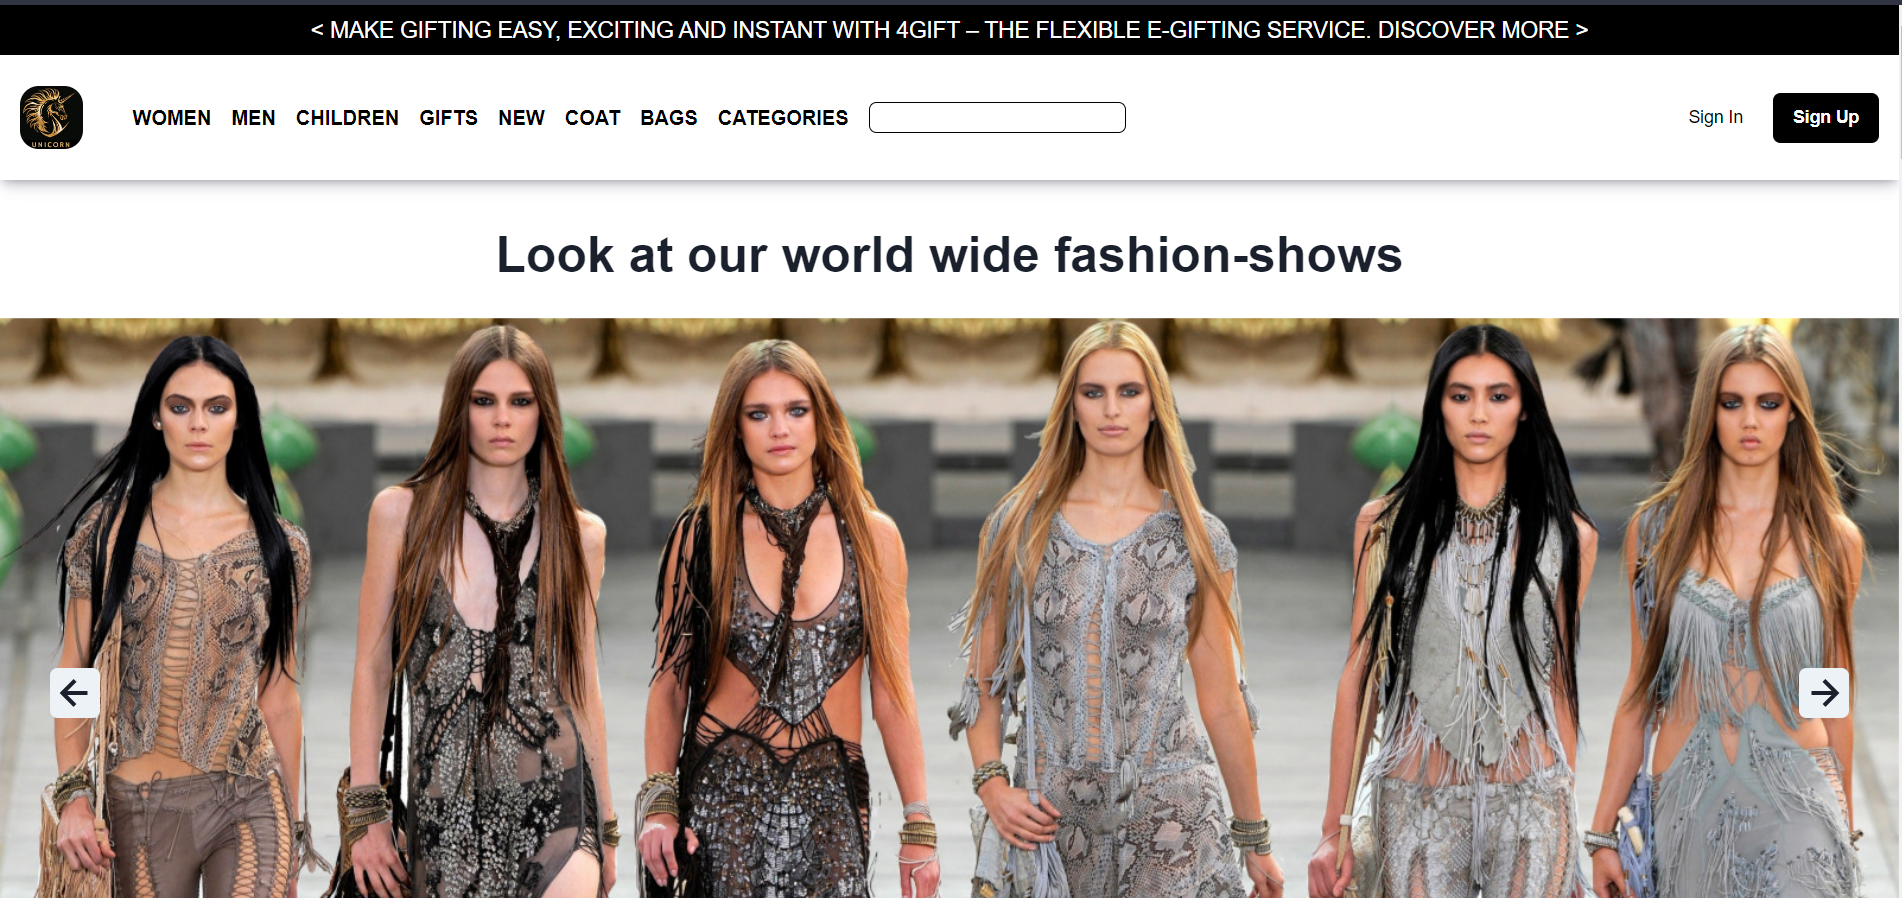 < MAKE GIFTING EASY, EXCITING AND INSTANT WITH 4GIFT – THE FLEXIBLE E-GIFTING SERVICE. DISCOVER MORE >
UNICORN
WOMEN MEN CHILDREN GIFTS NEW COAT BAGS CATEGORIES
Sign In
Sign Up
Look at our world wide fashion-shows